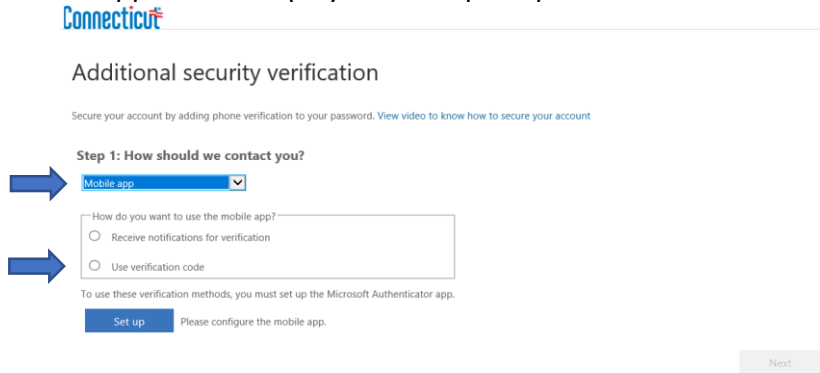 Connecticut
Additional security verification
Secure your account by adding phone verification to your password. View video to know how to secure your account
Step 1: How should we contact you?
Mobile app
How do you want to use the mobile app?
Receive notifications for verification
Use verification code
To use these verification methods, you must set up the Microsoft Authenticator app.
Set up Please configure the mobile app.
Next